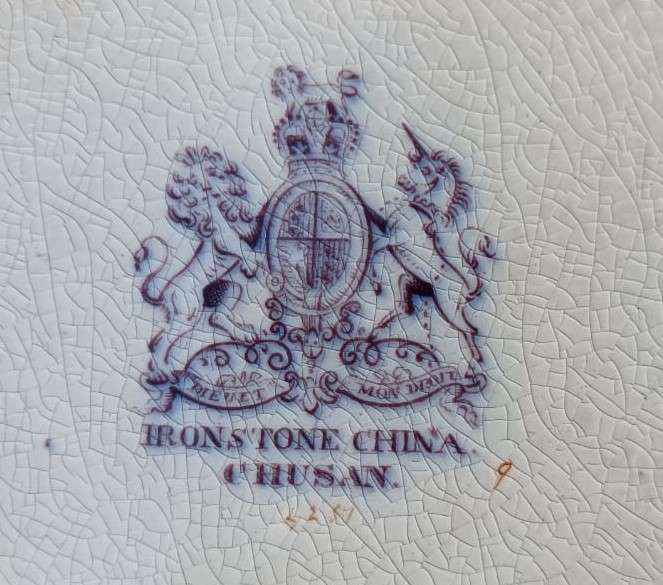 DIEU ET MON DROIT
IRONSTONE CHINA.
CHUSAN.
9